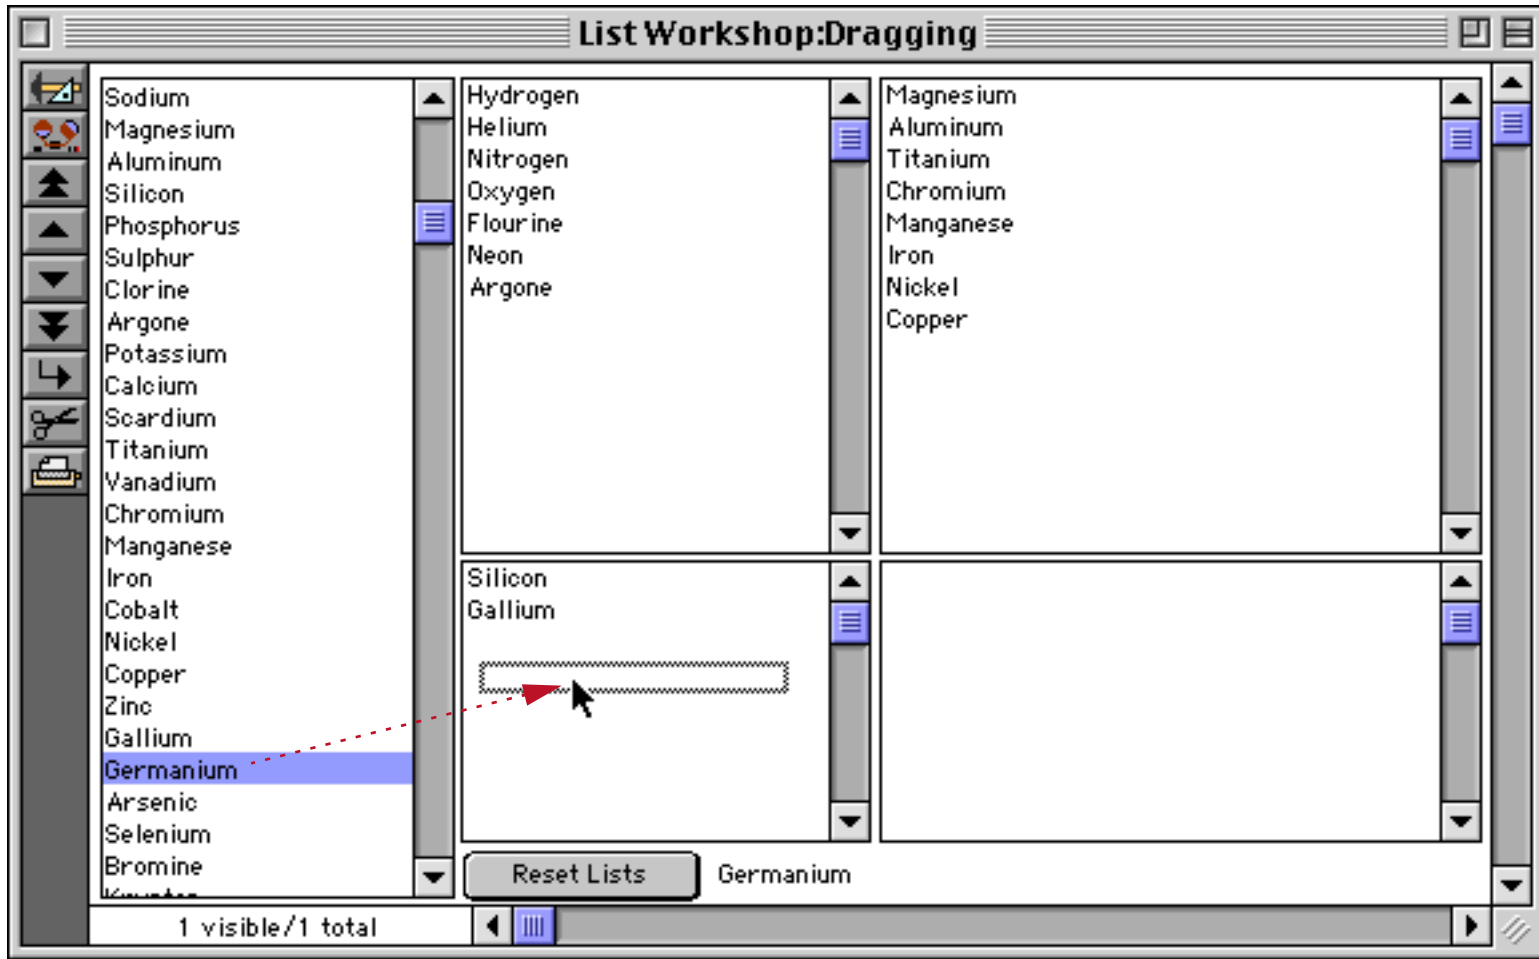 List Workshop:Dragging
Sodium
Magnesium
Aluminum
Silicon
Phosphorus
Sulphur
Clorine
Argone
Potassium
Calcium
Scardium
Titanium
Vanadium
Chromium
Manganese
Iron
Cobalt
Nickel
Copper
Zinc
Gallium
Germanium
Arsenic
Selenium
Bromine
Hydrogen
Helium
Nitrogen
Oxygen
Flourine
Neon
Argone
Magnesium
Aluminum
Titanium
Chromium
Manganese
Iron
Nickel
Copper
Silicon
Gallium
Reset Lists
Germanium
1 visible/1 total